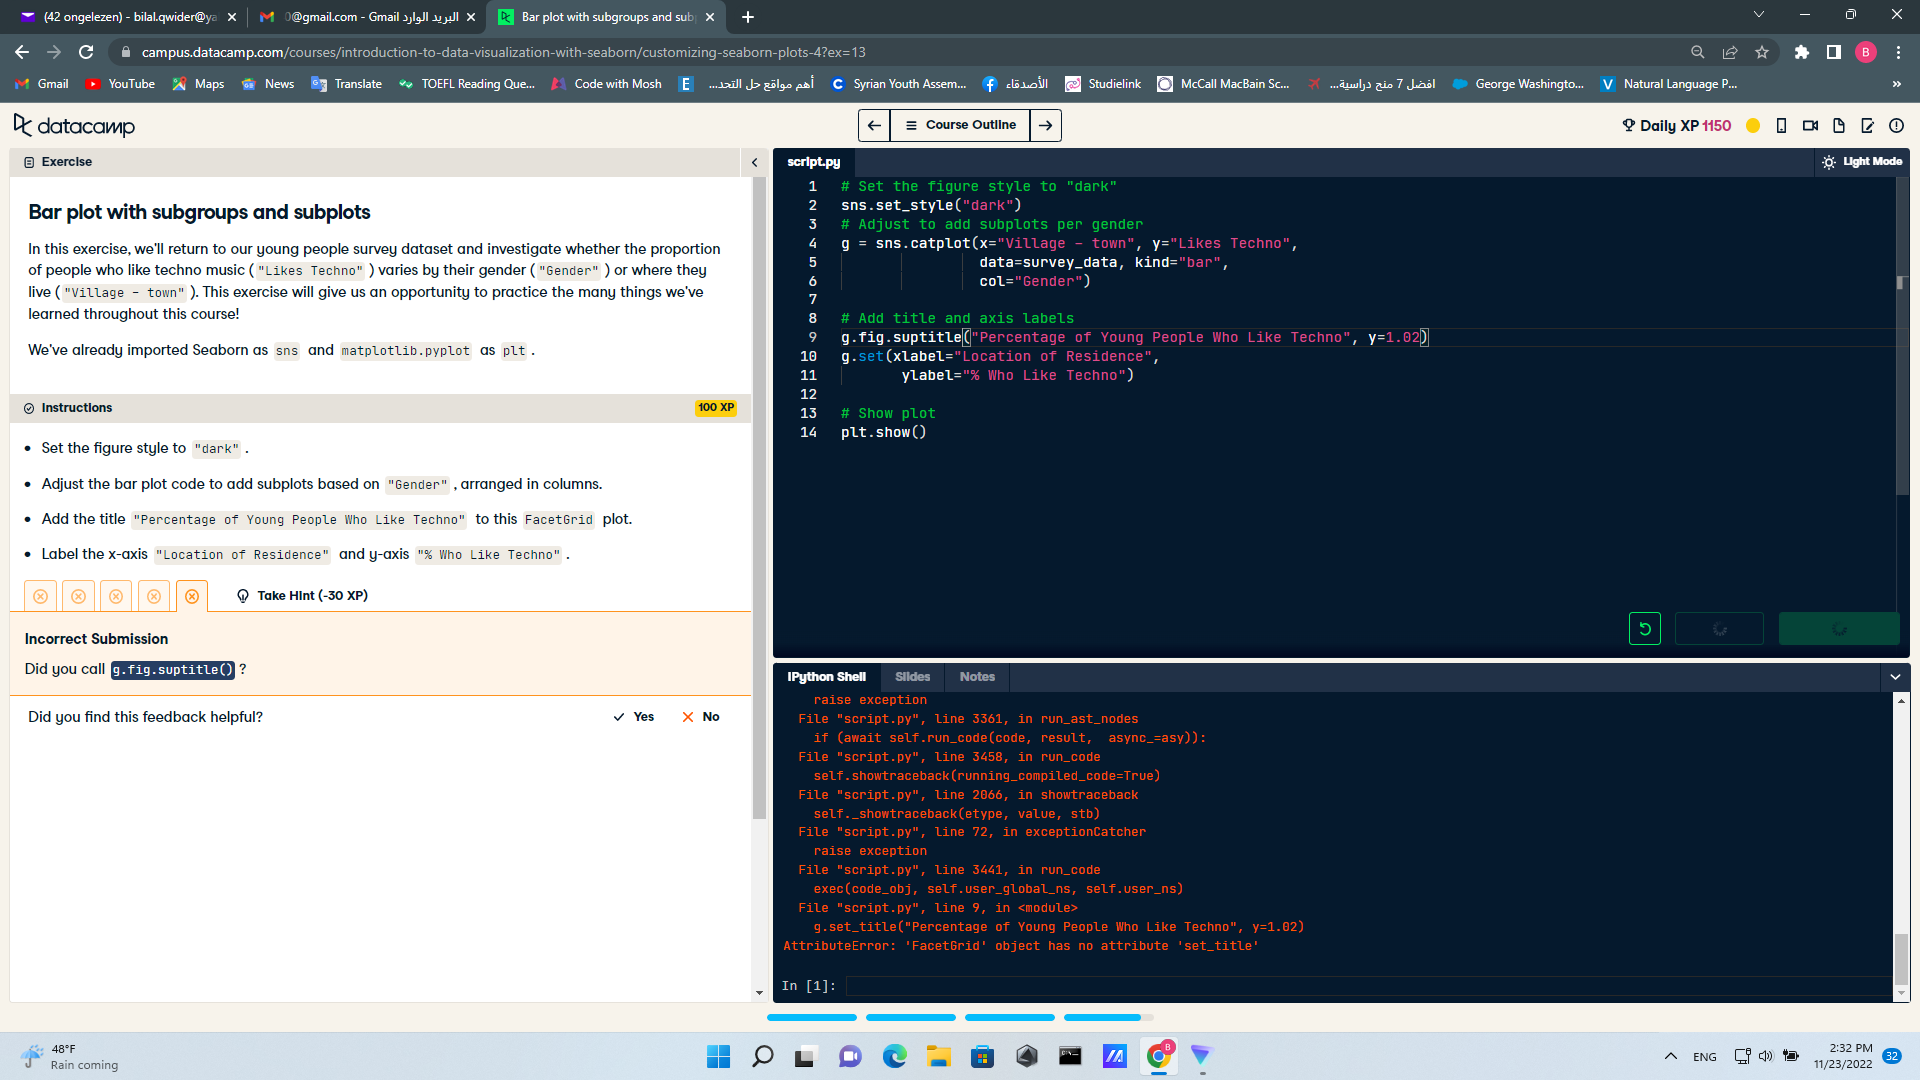 (42 ongelezen) - bilal.qwider@ya
0@gmail.com - Gmail البريد الوارد
Bar plot with subgroups and sub
campus.datacamp.com/courses/introduction-to-data-visualization-with-seaborn/customizing-seaborn-plots-4?ex=13
B
Gmail
YouTube
Maps
News
Translate
TOEFL Reading Que...
Code with Mosh
E
أهم مواقع حل التحد...
Syrian Youth Assem...
الأصدقاء
Studielink
McCall MacBain Sc...
افضل 7 منح دراسية...
George Washingto...
Natural Language P...
»
datacamp
Course Outline
Daily XP 1150
Exercise
Bar plot with subgroups and subplots
In this exercise, we'll return to our young people survey dataset and investigate whether the proportion
of people who like techno music ( "Likes Techno" ) varies by their gender ( "Gender" ) or where they
live ( "Village - town" ). This exercise will give us an opportunity to practice the many things we've
learned throughout this course!
We've already imported Seaborn as sns and matplotlib.pyplot as plt .
Instructions
100 XP
• Set the figure style to "dark" .
• Adjust the bar plot code to add subplots based on "Gender" , arranged in columns.
• Add the title "Percentage of Young People Who Like Techno" to this FacetGrid plot.
• Label the x-axis "Location of Residence" and y-axis "% Who Like Techno" .
Take Hint (-30 XP)
Incorrect Submission
Did you call g.fig.suptitle() ?
Did you find this feedback helpful?
Yes
No
script.py
Light Mode
1 # Set the figure style to "dark"
2 sns.set_style("dark")
3 # Adjust to add subplots per gender
4 g = sns.catplot(x="Village - town", y="Likes Techno",
5 data=survey_data, kind="bar",
6 col="Gender")
7
8 # Add title and axis labels
9 g.fig.suptitle("Percentage of Young People Who Like Techno", y=1.02)
10 g.set(xlabel="Location of Residence",
11 ylabel="% Who Like Techno")
12
13 # Show plot
14 plt.show()
IPython Shell
Slides
Notes
raise exception
File "script.py", line 3361, in run_ast_nodes
if (await self.run_code(code, result, async_=asy)):
File "script.py", line 3458, in run_code
self.showtraceback(running_compiled_code=True)
File "script.py", line 2066, in showtraceback
self._showtraceback(etype, value, stb)
File "script.py", line 72, in exceptionCatcher
raise exception
File "script.py", line 3441, in run_code
exec(code_obj, self.user_global_ns, self.user_ns)
File "script.py", line 9, in <module>
g.set_title("Percentage of Young People Who Like Techno", y=1.02)
AttributeError: 'FacetGrid' object has no attribute 'set_title'
In [1]:
48°F
Rain coming
B
ENG
2:32 PM
11/23/2022
32